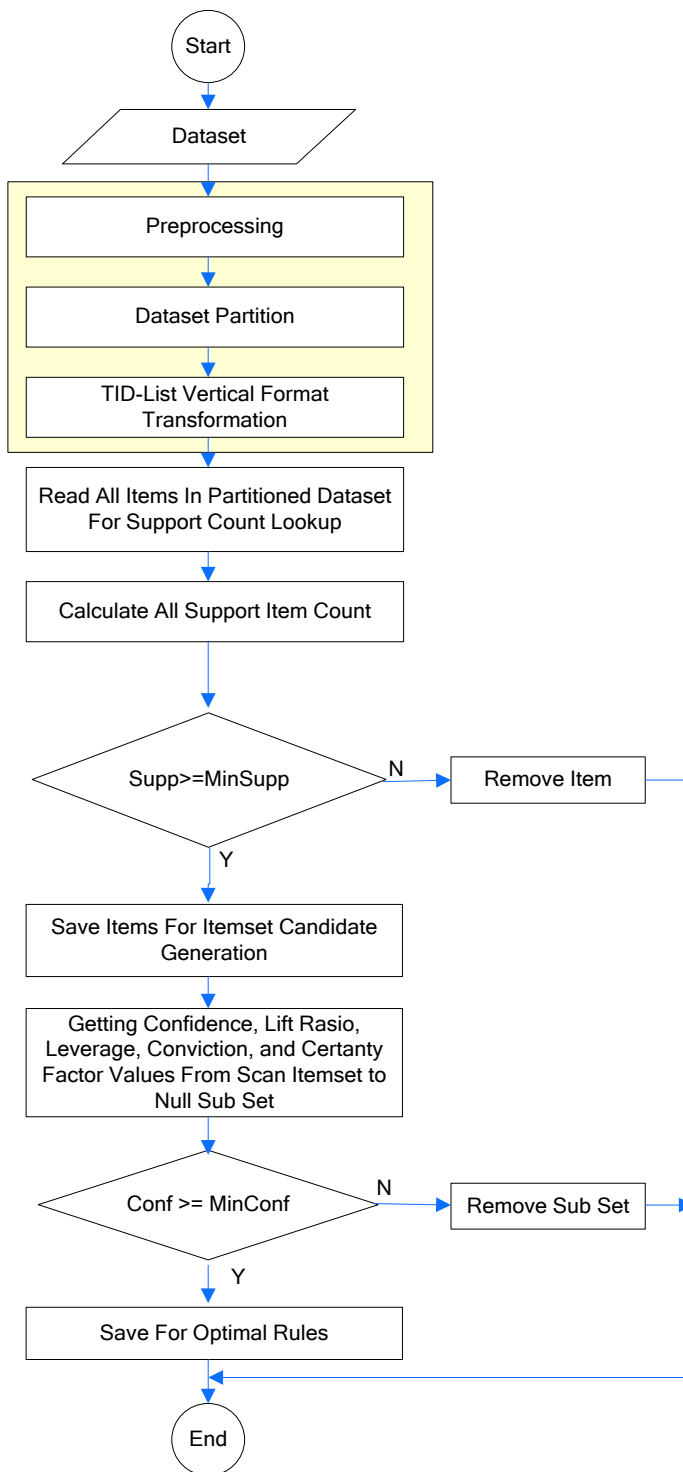 Start
Dataset
Preprocessing
Dataset Partition
TID-List Vertical Format
Transformation
Read All Items In Partitioned Dataset
For Support Count Lookup
Calculate All Support Item Count
Supp>=MinSupp
N
Remove Item
Y
Save Items For Itemset Candidate
Generation
Getting Confidence, Lift Rasio,
Leverage, Conviction, and Certanty
Factor Values From Scan Itemset to
Null Sub Set
Conf >= MinConf
N
Remove Sub Set
Y
Save For Optimal Rules
End